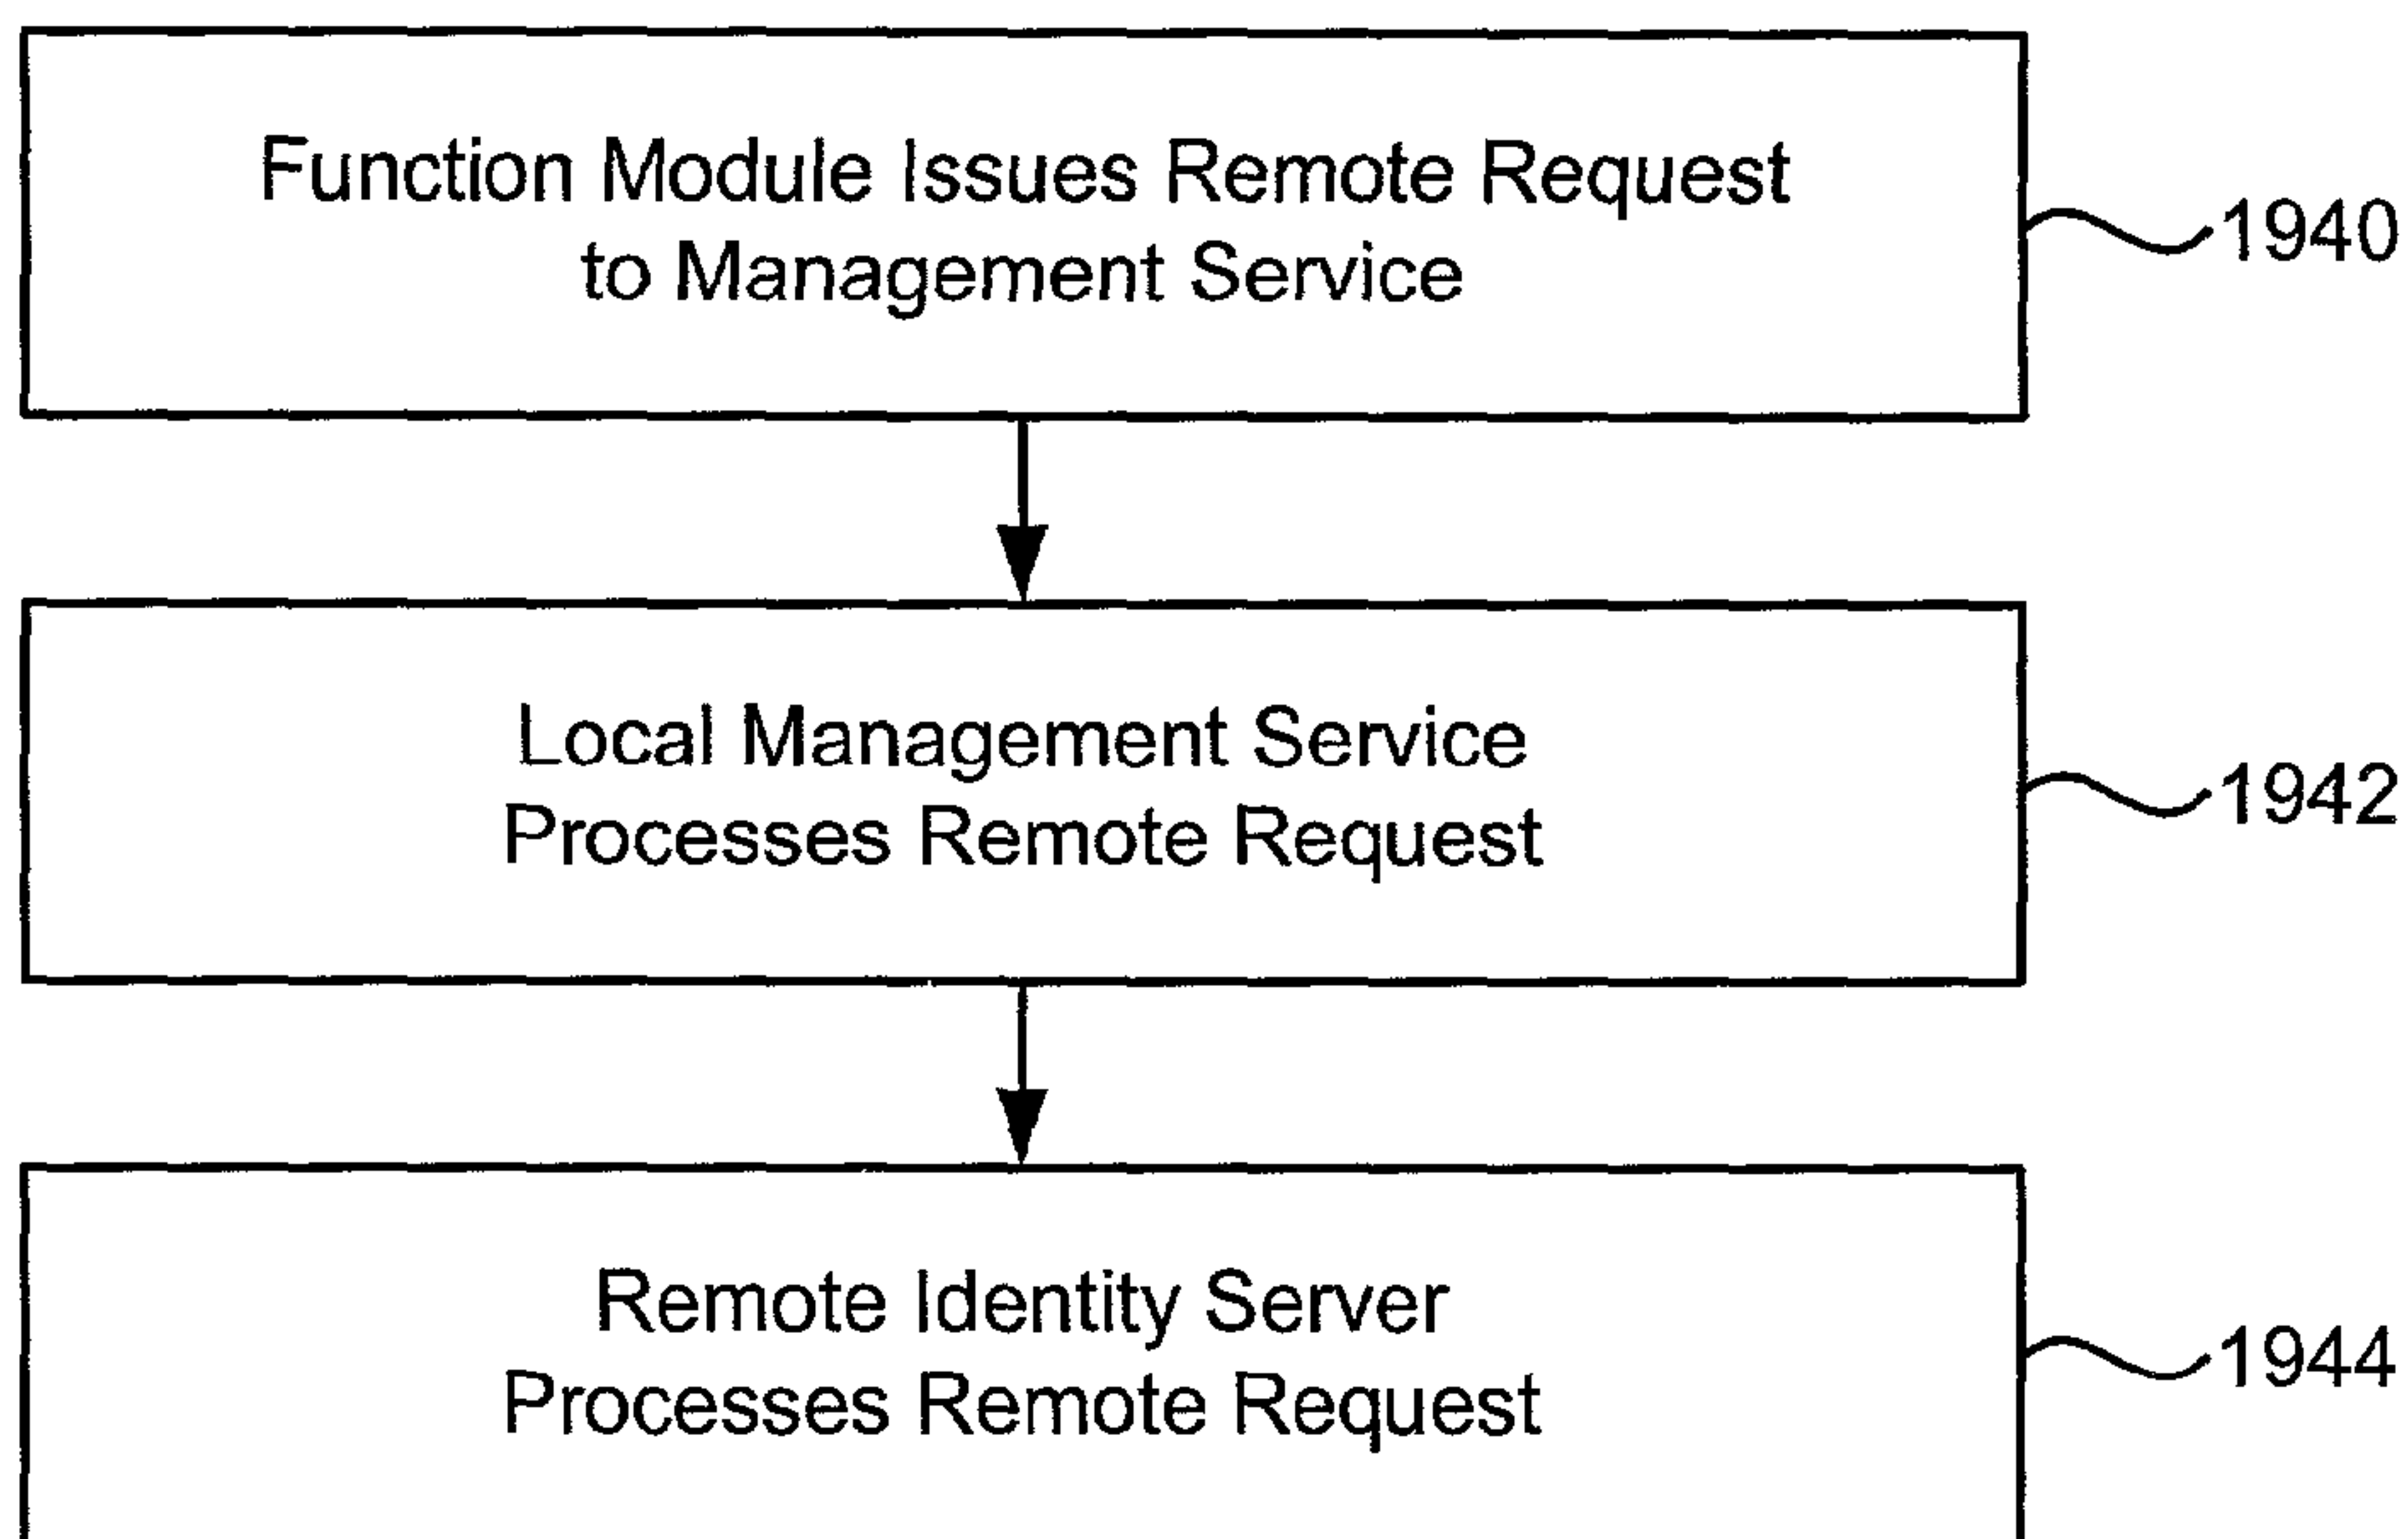 Function Module Issues Remote Request
to Management Service
1940
Local Management Service
Processes Remote Request
1942
Remote Identity Server
Processes Remote Request
1944